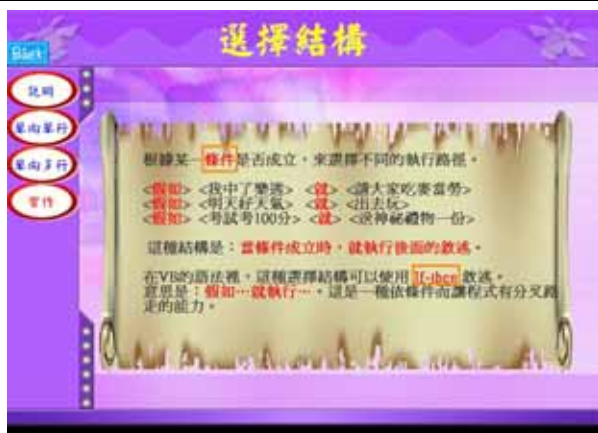 選擇結構
Back
說明
單向單行
單向多行
實作
根據某一條件是否成立，來選擇不同的執行路徑。
<假如> <我中了樂透> <就> <請大家吃麥當勞>
<假如> <明天好天氣> <就> <出去玩>
<假如> <考試考100分> <就> <送神祕禮物一份>
這種結構是：當條件成立時，就執行後面的敘述。
在VB的語法裡，這種選擇結構可以使用 If-then 敘述。
意思是：假如…就執行…。這是一種依條件而讓程式有分叉路
走的能力。